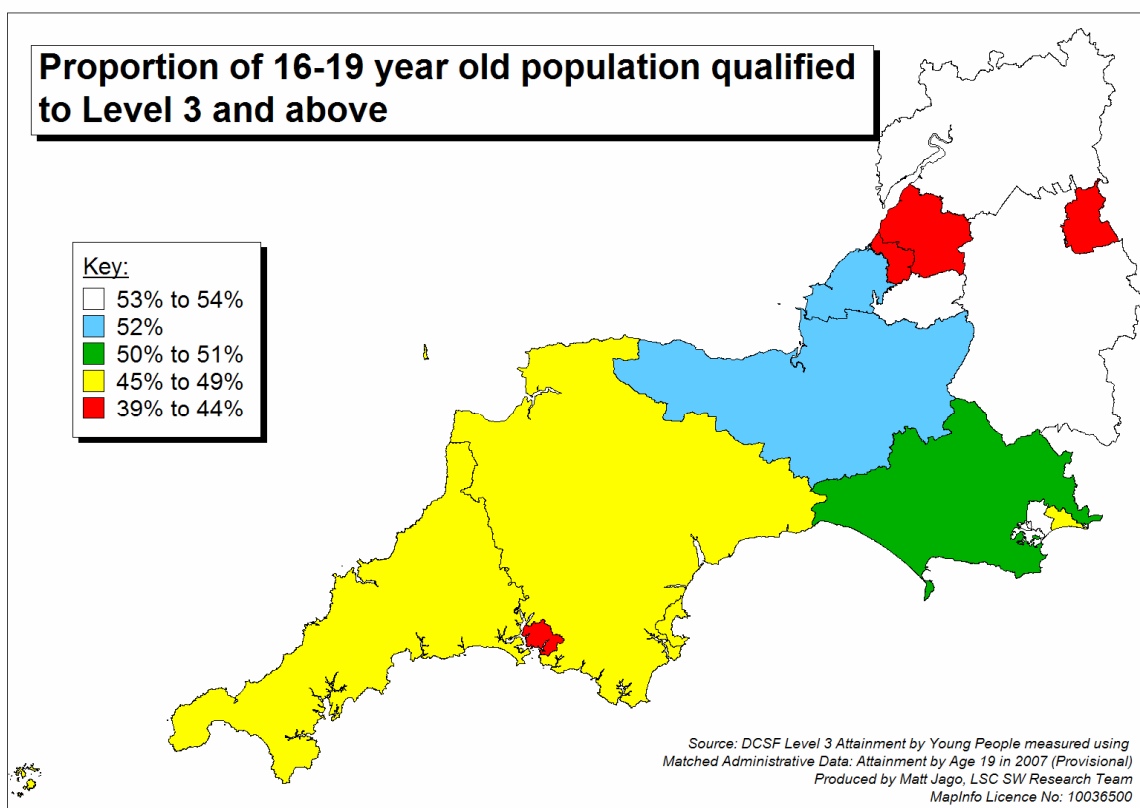 Proportion of 16-19 year old population qualified
to Level 3 and above
Key:
53% to 54%
52%
50% to 51%
45% to 49%
39% to 44%
Source: DCSF Level 3 Attainment by Young People measured using
Matched Administrative Data: Attainment by Age 19 in 2007 (Provisional)
Produced by Matt Jago, LSC SW Research Team
MapInfo Licence No: 10036500